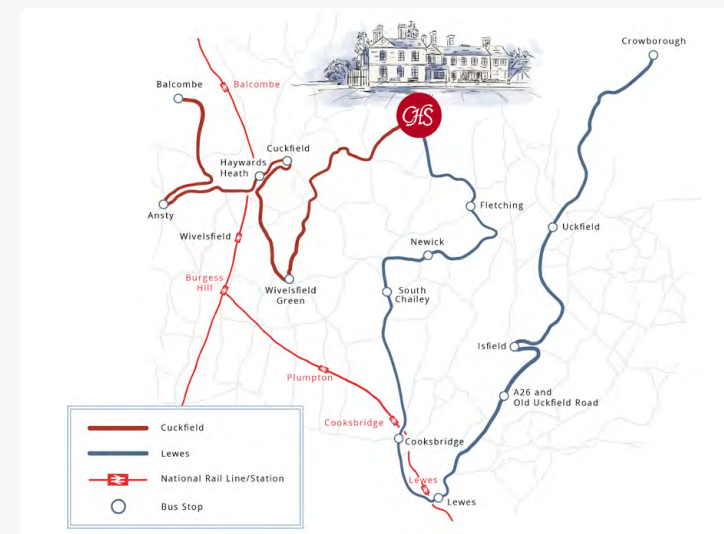 Crowborough
Balcombe
Balcombe
CHS
Cuckfield
Haywards
Heath
Ansty
Fletching
Uckfield
Wivelsfield
Newick
Burgess
Hill
Wivelsfield
Green
South
Chailey
Isfield
Plumpton
A26 and
Old Uckfield Road
Cooksbridge
Cooksbridge
Lewes
Lewes
Cuckfield
Lewes
National Rail Line/Station
Bus Stop